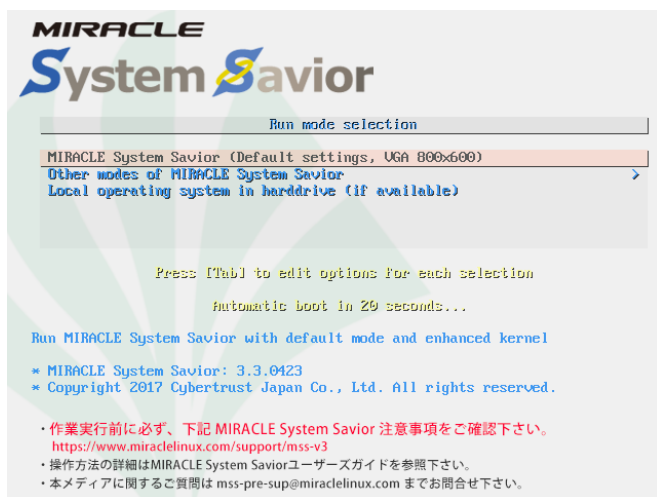 MIRACLE
System Savior
Run mode selection
MIRACLE System Savior (Default settings, VGA 800x600)
Other modes of MIRACLE System Savior >
Local operating system in harddrive (if available)
Press [Tab] to edit options for each selection
Automatic boot in 20 seconds...
Run MIRACLE System Savior with default mode and enhanced kernel
* MIRACLE System Savior: 3.3.0423
* Copyright 2017 Cybertrust Japan Co., Ltd. All rights reserved.
・作業実行前に必ず、下記 MIRACLE System Savior 注意事項をご確認下さい。
https://www.miraclelinux.com/support/mss-v3
・操作方法の詳細はMIRACLE System Saviorユーザーズガイドを参照下さい。
・本メディアに関するご質問は mss-pre-sup@miraclelinux.com までお問合せ下さい。